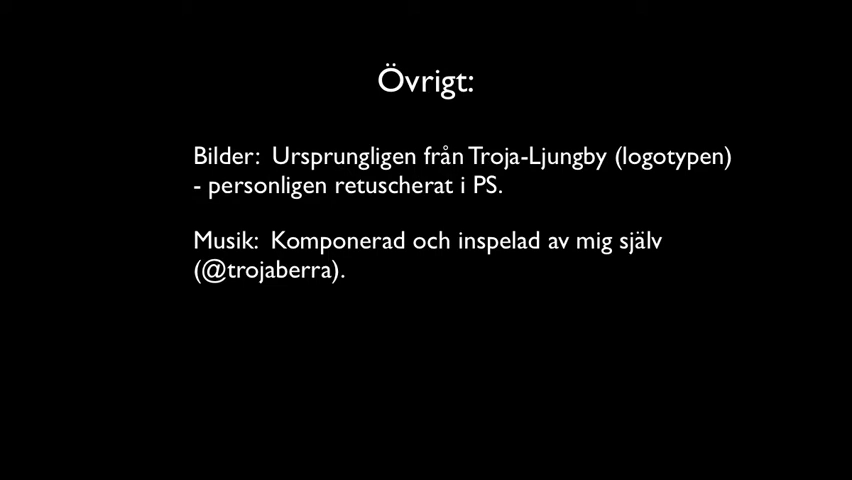 Övrigt:
Bilder: Ursprungligen från Troja-Ljungby (logotypen)
- personligen retuscherat i PS.
Musik: Komponerad och inspelad av mig själv
(@trojaberra).